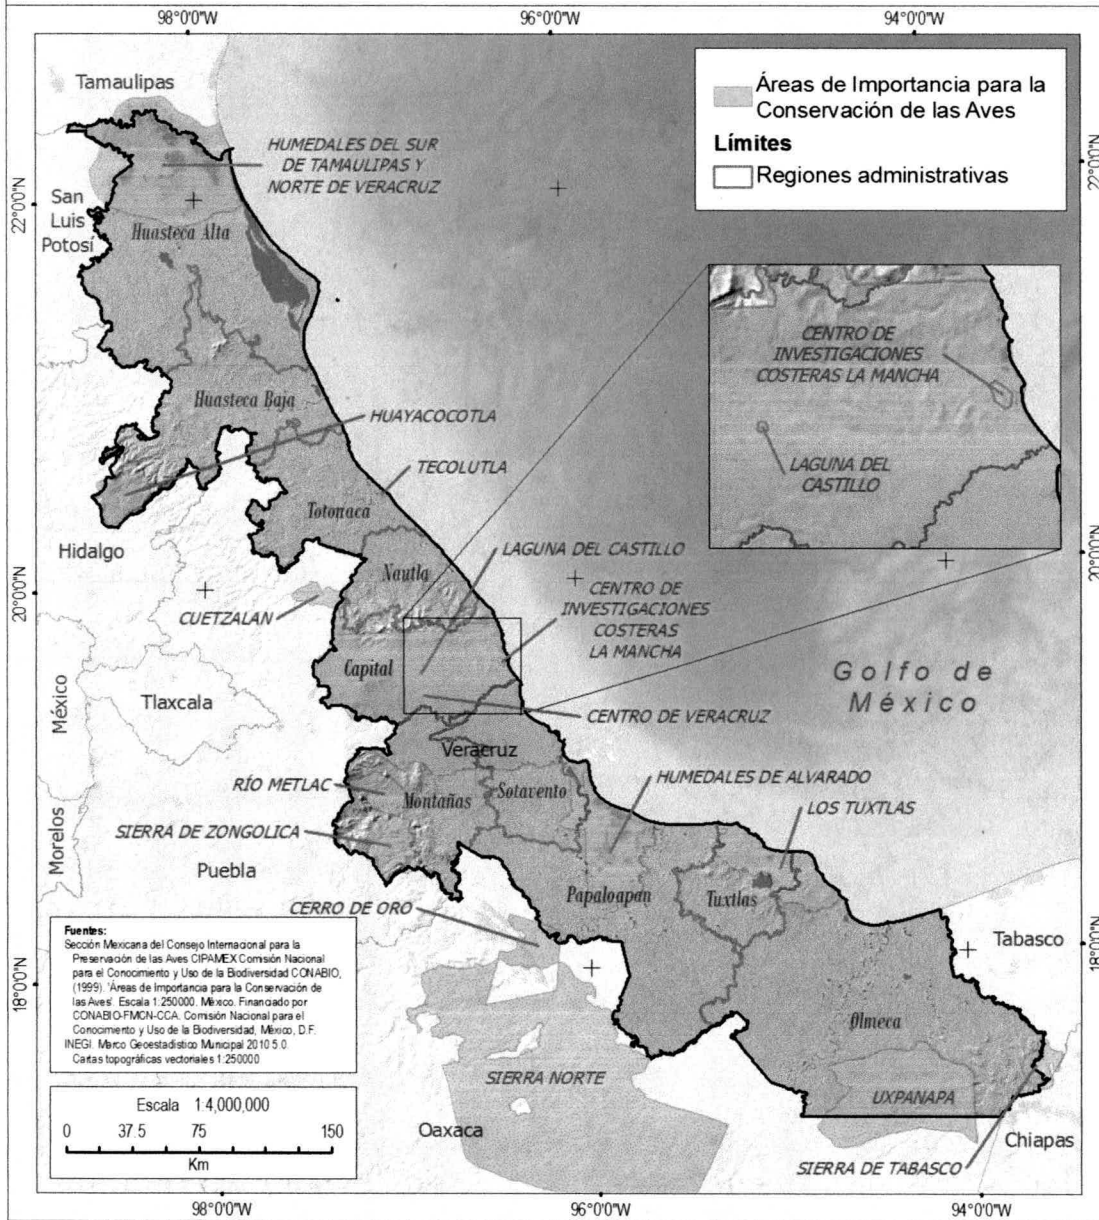 98°0'0"W
96°0'0"W
94°0'0"W
Tamaulipas
Áreas de Importancia para la
Conservación de las Aves
Límites
Regiones administrativas
22°0'0"N
22°0'0"N
HUMEDALES DEL SUR
DE TAMAULIPAS Y
NORTE DE VERACRUZ
San
Luis
Potosí
Huasteca Alta
CENTRO DE
INVESTIGACIONES
COSTERAS LA MANCHA
LAGUNA DEL
CASTILLO
Huasteca Baja
HUAYACOCOTLA
TECOLUTLA
Totonaca
Hidalgo
LAGUNA DEL CASTILLO
20°0'0"N
20°0'0"N
Nautla
CENTRO DE
INVESTIGACIONES
COSTERAS
LA MANCHA
CUETZALAN
Capital
Golfo de
México
México
Tlaxcala
CENTRO DE VERACRUZ
Veracruz
HUMEDALES DE ALVARADO
RÍO METLAC
Montañas
Sotavento
LOS TUXTLAS
SIERRA DE ZONGOLICA
Morelos
Puebla
Papaloapan
Tuxtlas
CERRO DE ORO
Tabasco
18°0'0"N
18°0'0"N
Fuentes:
Sección Mexicana del Consejo Internacional para la
Preservación de las Aves CIPAMEX Comisión Nacional
para el Conocimiento y Uso de la Biodiversidad CONABIO,
(1999). 'Áreas de Importancia para la Conservación de
las Aves'. Escala 1:250000. México. Financiado por
CONABIO-FMCN-CCA. Comisión Nacional para el
Conocimiento y Uso de la Biodiversidad, México, D.F.
INEGI. Marco Geoestadístico Municipal 2010 5.0.
Cartas topográficas vectoriales 1:250000
Olmeca
SIERRA NORTE
UXPANAPA
Escala 1:4,000,000
0 37.5 75 150
Km
Oaxaca
Chiapas
SIERRA DE TABASCO
98°0'0"W
96°0'0"W
94°0'0"W